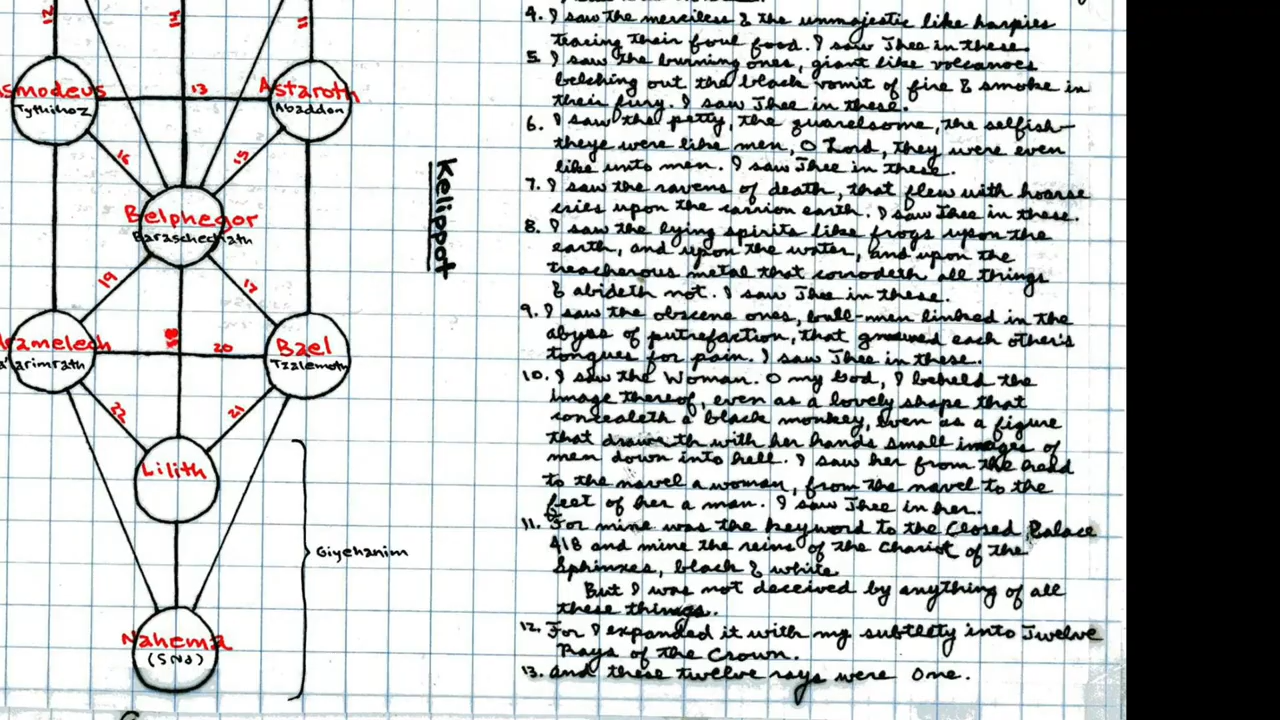 12
14
11
Asmodeus
Tythihoz
13
Astaroth
Abaddon
16
15
Belphegor
19
17
20
Bael
Tzalemoth
22
21
Lilith
Giyehanim
Nahema
Kelippot
4. I saw the merciless & the unmajestic like harpies
tearing their foul food. I saw Thee in these.
5. I saw the burning ones, giant like volcanoes
belching out the black vomit of fire & smoke in
their fury. I saw Thee in these.
6. I saw the petty, the quarelsome, the selfish—
theye were like men, O Lord, they were even
like unto men. I saw Thee in these.
7. I saw the ravens of death, that flew with hoarse
cries upon the carrion earth. I saw Thee in these.
8. I saw the lying spirits like frogs upon the
earth, and upon the water, and upon the
treacherous metal that corrodeth all things
& abideth not. I saw Thee in these.
9. I saw the obscene ones, bull-men linked in the
abyss of putrefaction, that gnawed each other's
tongues for pain. I saw Thee in these.
10. I saw the Woman. O my God, I beheld the
image thereof, even as a lovely shape that
concealeth a black monkey, even as a figure
that draweth with her hands small images of
men down into hell. I saw her from the head
to the navel a woman, from the navel to the
feet of her a man. I saw Thee in her.
11. For mine was the keyword to the Closed Palace
418 and mine the reins of the Chariot of the
Sphinxes, black & white
But I was not deceived by anything of all
these things.
12. For I expanded it with my subtlety into Twelve
Rays of the Crown.
13. and these twelve rays were One.